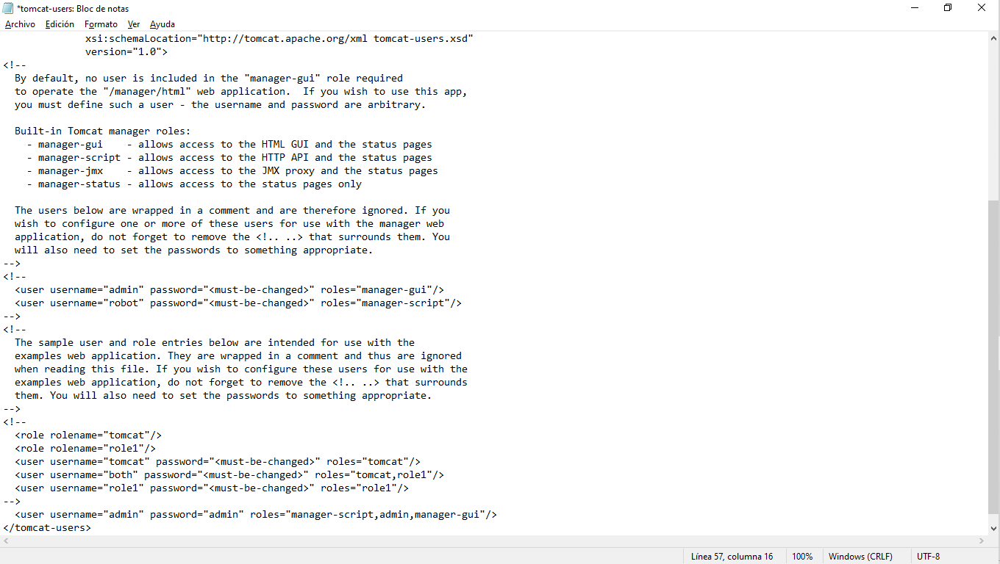 *tomcat-users: Bloc de notas
Archivo Edición Formato Ver Ayuda
xsi:schemaLocation="http://tomcat.apache.org/xml tomcat-users.xsd"
version="1.0">
<!--
By default, no user is included in the "manager-gui" role required
to operate the "/manager/html" web application.  If you wish to use this app,
you must define such a user - the username and password are arbitrary.
Built-in Tomcat manager roles:
- manager-gui    - allows access to the HTML GUI and the status pages
- manager-script - allows access to the HTTP API and the status pages
- manager-jmx    - allows access to the JMX proxy and the status pages
- manager-status - allows access to the status pages only
The users below are wrapped in a comment and are therefore ignored. If you
wish to configure one or more of these users for use with the manager web
application, do not forget to remove the <!.. ..> that surrounds them. You
will also need to set the passwords to something appropriate.
-->
<!--
<user username="admin" password="<must-be-changed>" roles="manager-gui"/>
<user username="robot" password="<must-be-changed>" roles="manager-script"/>
-->
<!--
The sample user and role entries below are intended for use with the
examples web application. They are wrapped in a comment and thus are ignored
when reading this file. If you wish to configure these users for use with the
examples web application, do not forget to remove the <!.. ..> that surrounds
them. You will also need to set the passwords to something appropriate.
-->
<!--
<role rolename="tomcat"/>
<role rolename="role1"/>
<user username="tomcat" password="<must-be-changed>" roles="tomcat"/>
<user username="both" password="<must-be-changed>" roles="tomcat,role1"/>
<user username="role1" password="<must-be-changed>" roles="role1"/>
-->
<user username="admin" password="admin" roles="manager-script,admin,manager-gui"/>
</tomcat-users>
Línea 57, columna 16 100% Windows (CRLF) UTF-8